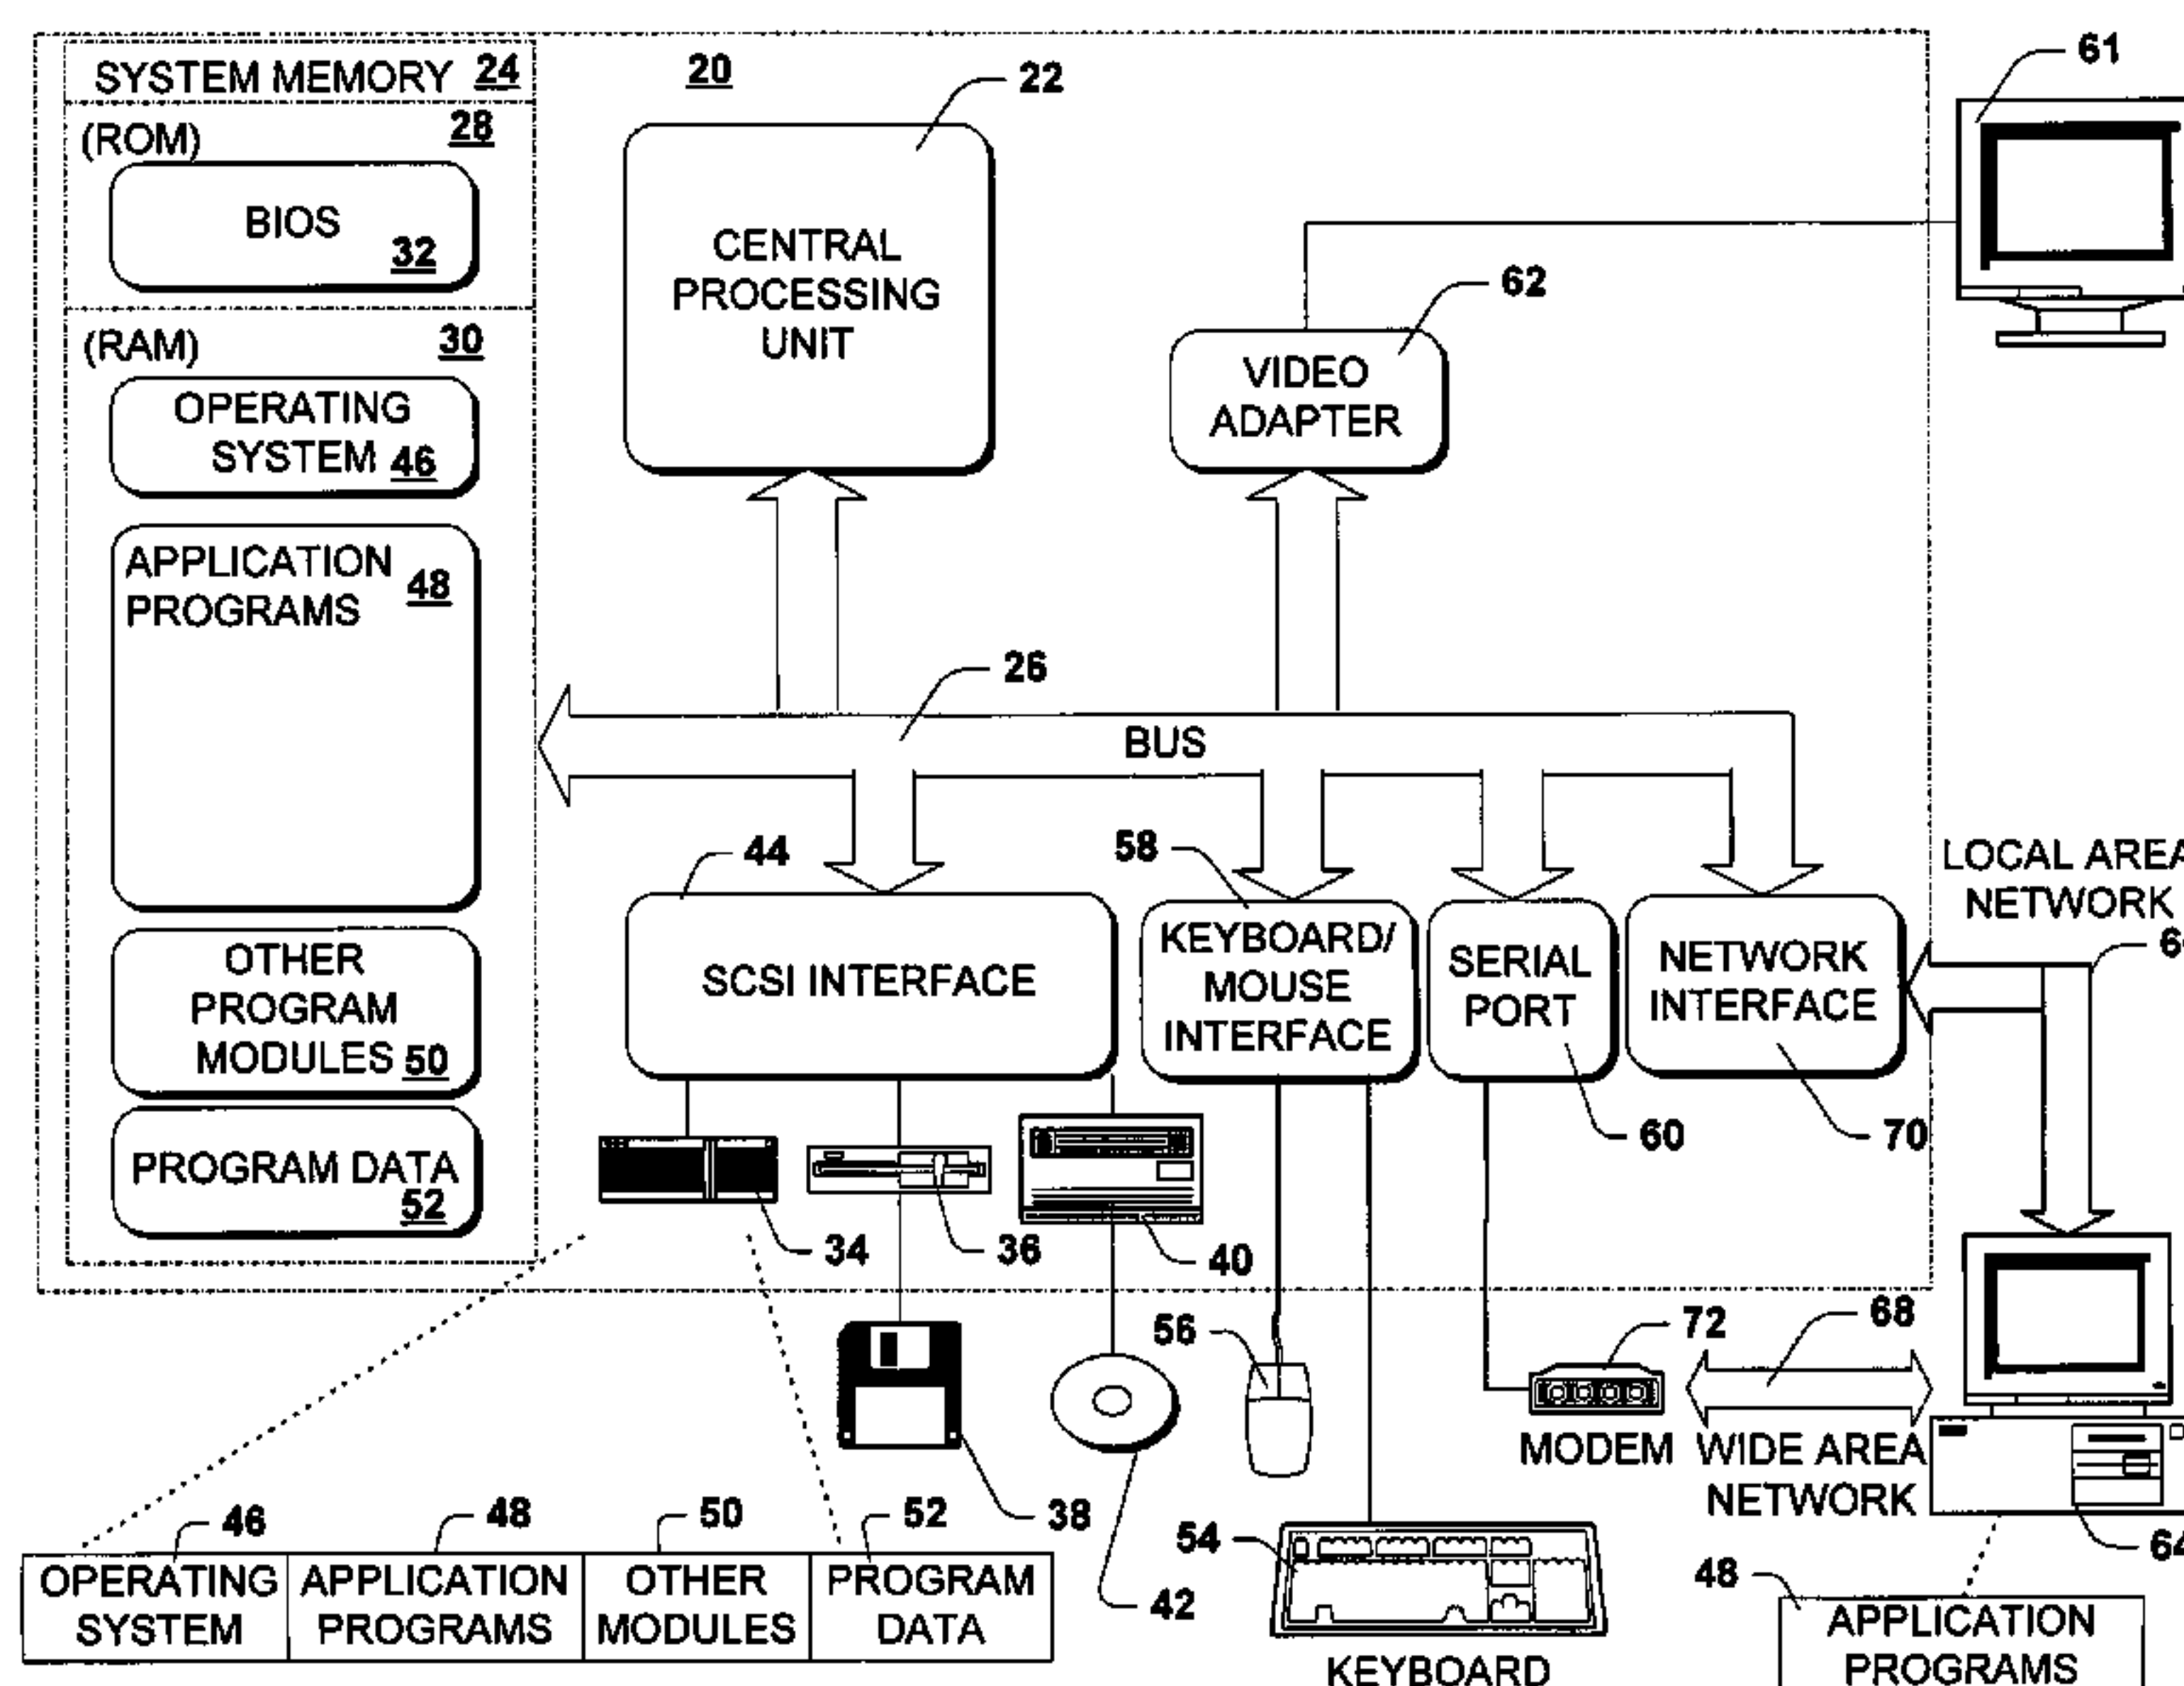 SYSTEM MEMORY 24
20
22
61
(ROM)
28
BIOS
32
CENTRAL
PROCESSING
UNIT
62
VIDEO
ADAPTER
(RAM)
30
OPERATING
SYSTEM 46
APPLICATION
PROGRAMS
48
26
BUS
44
58
LOCAL AREA
NETWORK
OTHER
PROGRAM
MODULES 50
SCSI INTERFACE
KEYBOARD/
MOUSE
INTERFACE
SERIAL
PORT
NETWORK
INTERFACE
60
70
PROGRAM DATA
52
34
36
40
56
72
68
MODEM
WIDE AREA
NETWORK
38
42
54
64
46
48
50
52
OPERATING
SYSTEM
APPLICATION
PROGRAMS
OTHER
MODULES
PROGRAM
DATA
KEYBOARD
48
APPLICATION
PROGRAMS